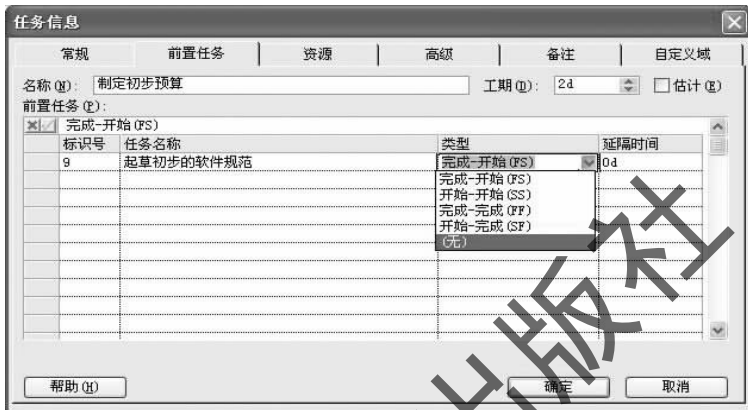 任务信息
常规 前置任务 资源 高级 备注 自定义域
名称(N): 制定初步预算 工期(D): 2d 估计(E)
前置任务(P):
完成-开始(FS)
标识号 任务名称 类型 延隔时间
9 起草初步的软件规范 完成-开始(FS) 0d
完成-开始(FS)
开始-开始(SS)
完成-完成(FF)
开始-完成(SF)
(无)
帮助(H) 确定 取消
出版社